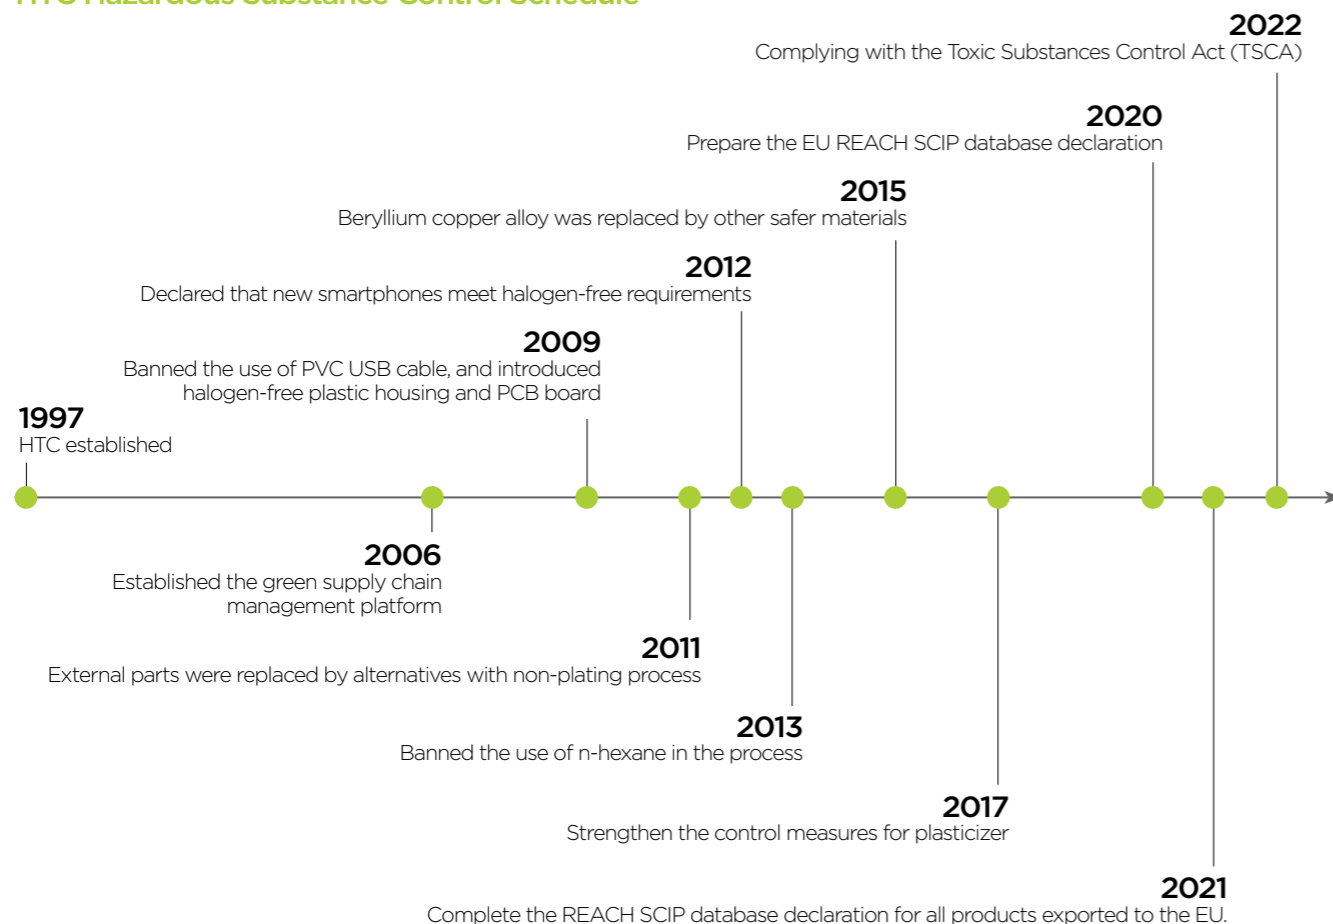 HTC Hazardous Substance Control Schedule
2022
Complying with the Toxic Substances Control Act (TSCA)
2020
Prepare the EU REACH SCIP database declaration
2015
Beryllium copper alloy was replaced by other safer materials
2012
Declared that new smartphones meet halogen-free requirements
2009
Banned the use of PVC USB cable, and introduced
halogen-free plastic housing and PCB board
1997
HTC established
2006
Established the green supply chain
management platform
2011
External parts were replaced by alternatives with non-plating process
2013
Banned the use of n-hexane in the process
2017
Strengthen the control measures for plasticizer
2021
Complete the REACH SCIP database declaration for all products exported to the EU.